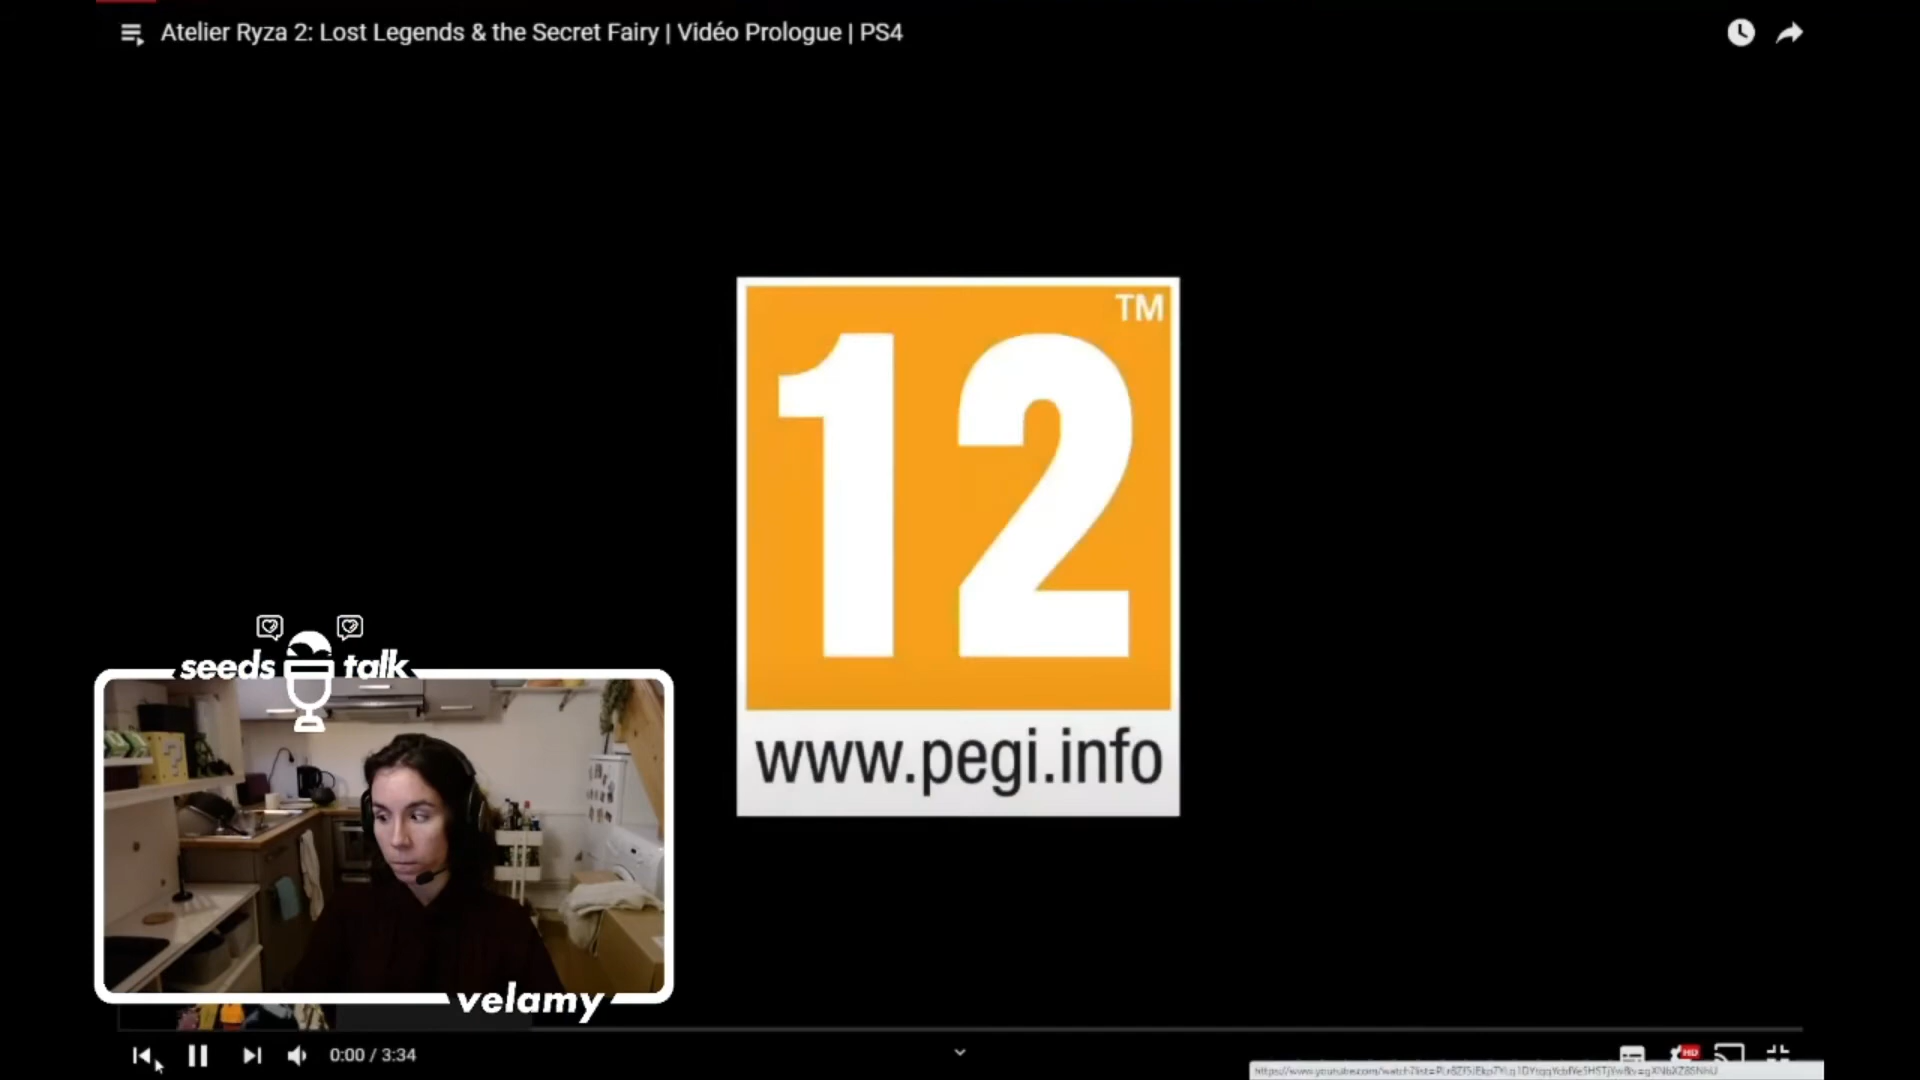 Atelier Ryza 2: Lost Legends & the Secret Fairy | Vidéo Prologue | PS4
TM
12
www.pegi.info
seeds talk
velamy
0:00 / 3:34
HD